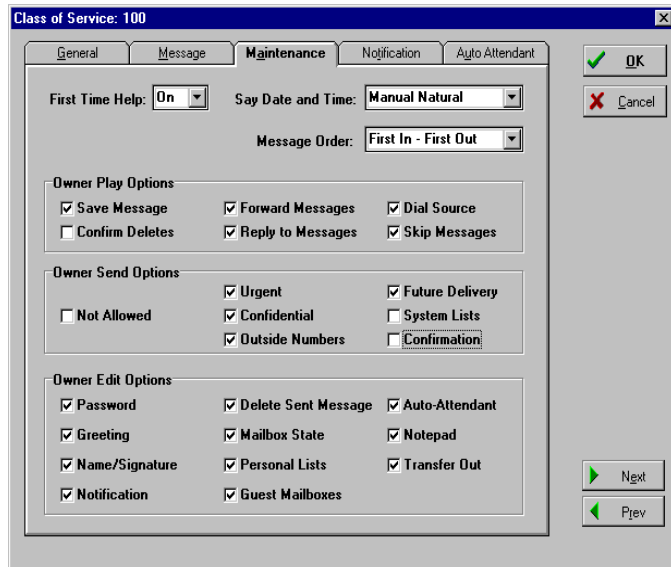 Class of Service: 100
General Message Maintenance Notification Auto Attendant
OK
Cancel
First Time Help: On Say Date and Time: Manual Natural
Message Order: First In - First Out
Owner Play Options
Save Message Forward Messages Dial Source
Confirm Deletes Reply to Messages Skip Messages
Owner Send Options
Urgent Future Delivery
Not Allowed Confidential System Lists
Outside Numbers Confirmation
Owner Edit Options
Password Delete Sent Message Auto-Attendant
Greeting Mailbox State Notepad
Name/Signature Personal Lists Transfer Out
Notification Guest Mailboxes
Next
Prev